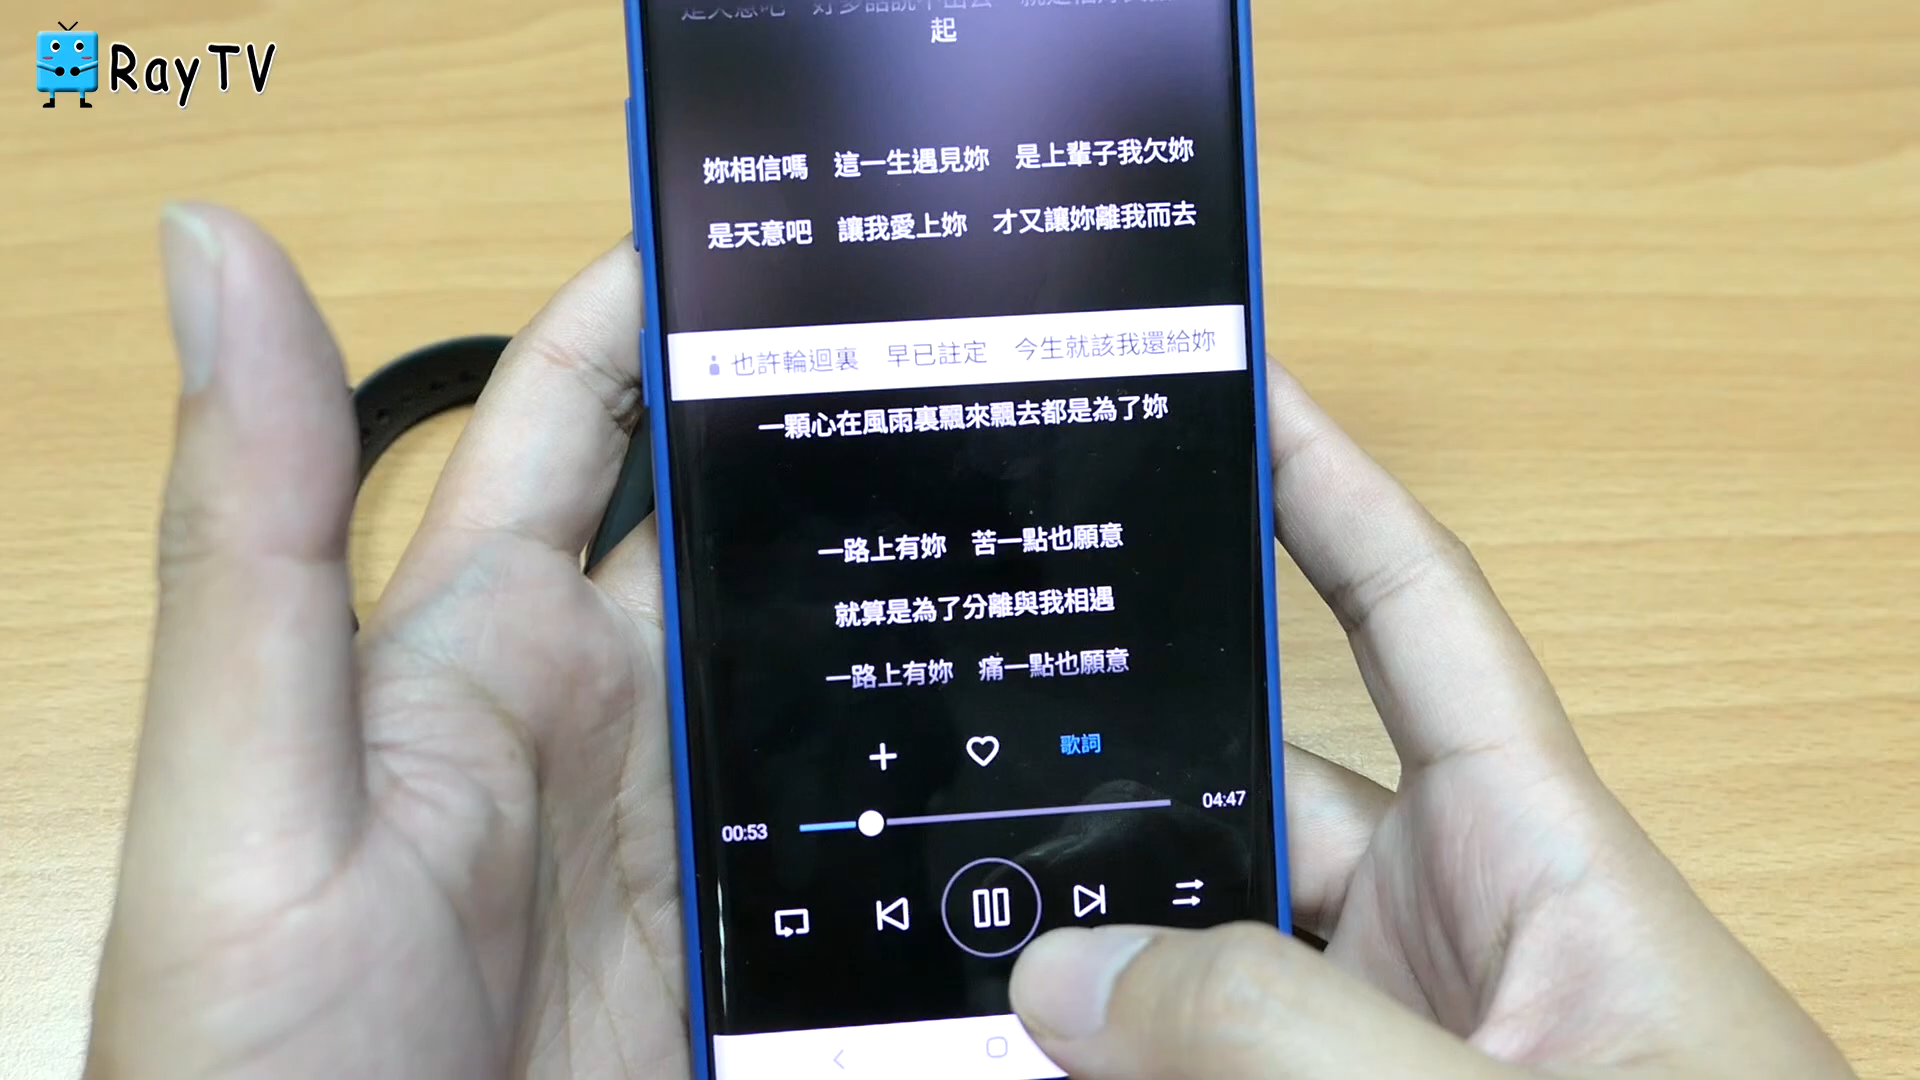 RayTV
起
妳相信嗎 這一生遇見妳 是上輩子我欠妳
是天意吧 讓我愛上妳 才又讓妳離我而去
也許輪迴裏 早已註定 今生就該我還給妳
一顆心在風雨裏飄來飄去都是為了妳
一路上有妳 苦一點也願意
就算是為了分離與我相遇
一路上有妳 痛一點也願意
歌詞
00:53
04:47